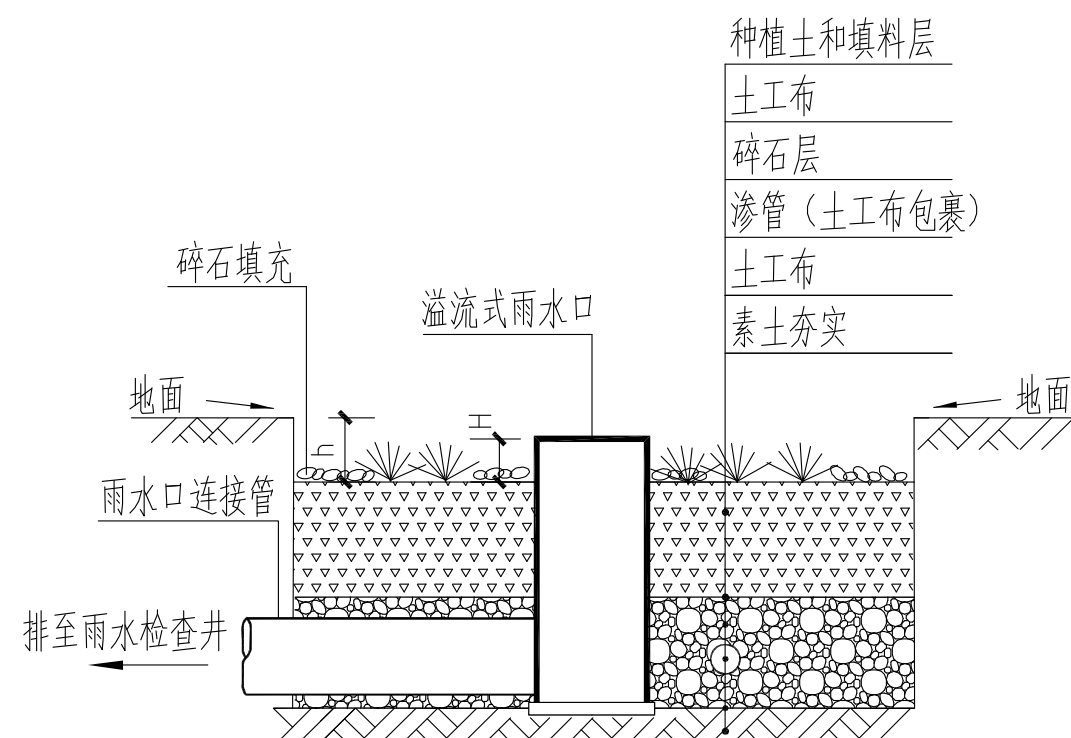 种植土和填料层
土工布
碎石层
渗管（土工布包裹）
土工布
素土夯实
碎石填充
溢流式雨水口
地面
地面
h
H
雨水口连接管
排至雨水检查井